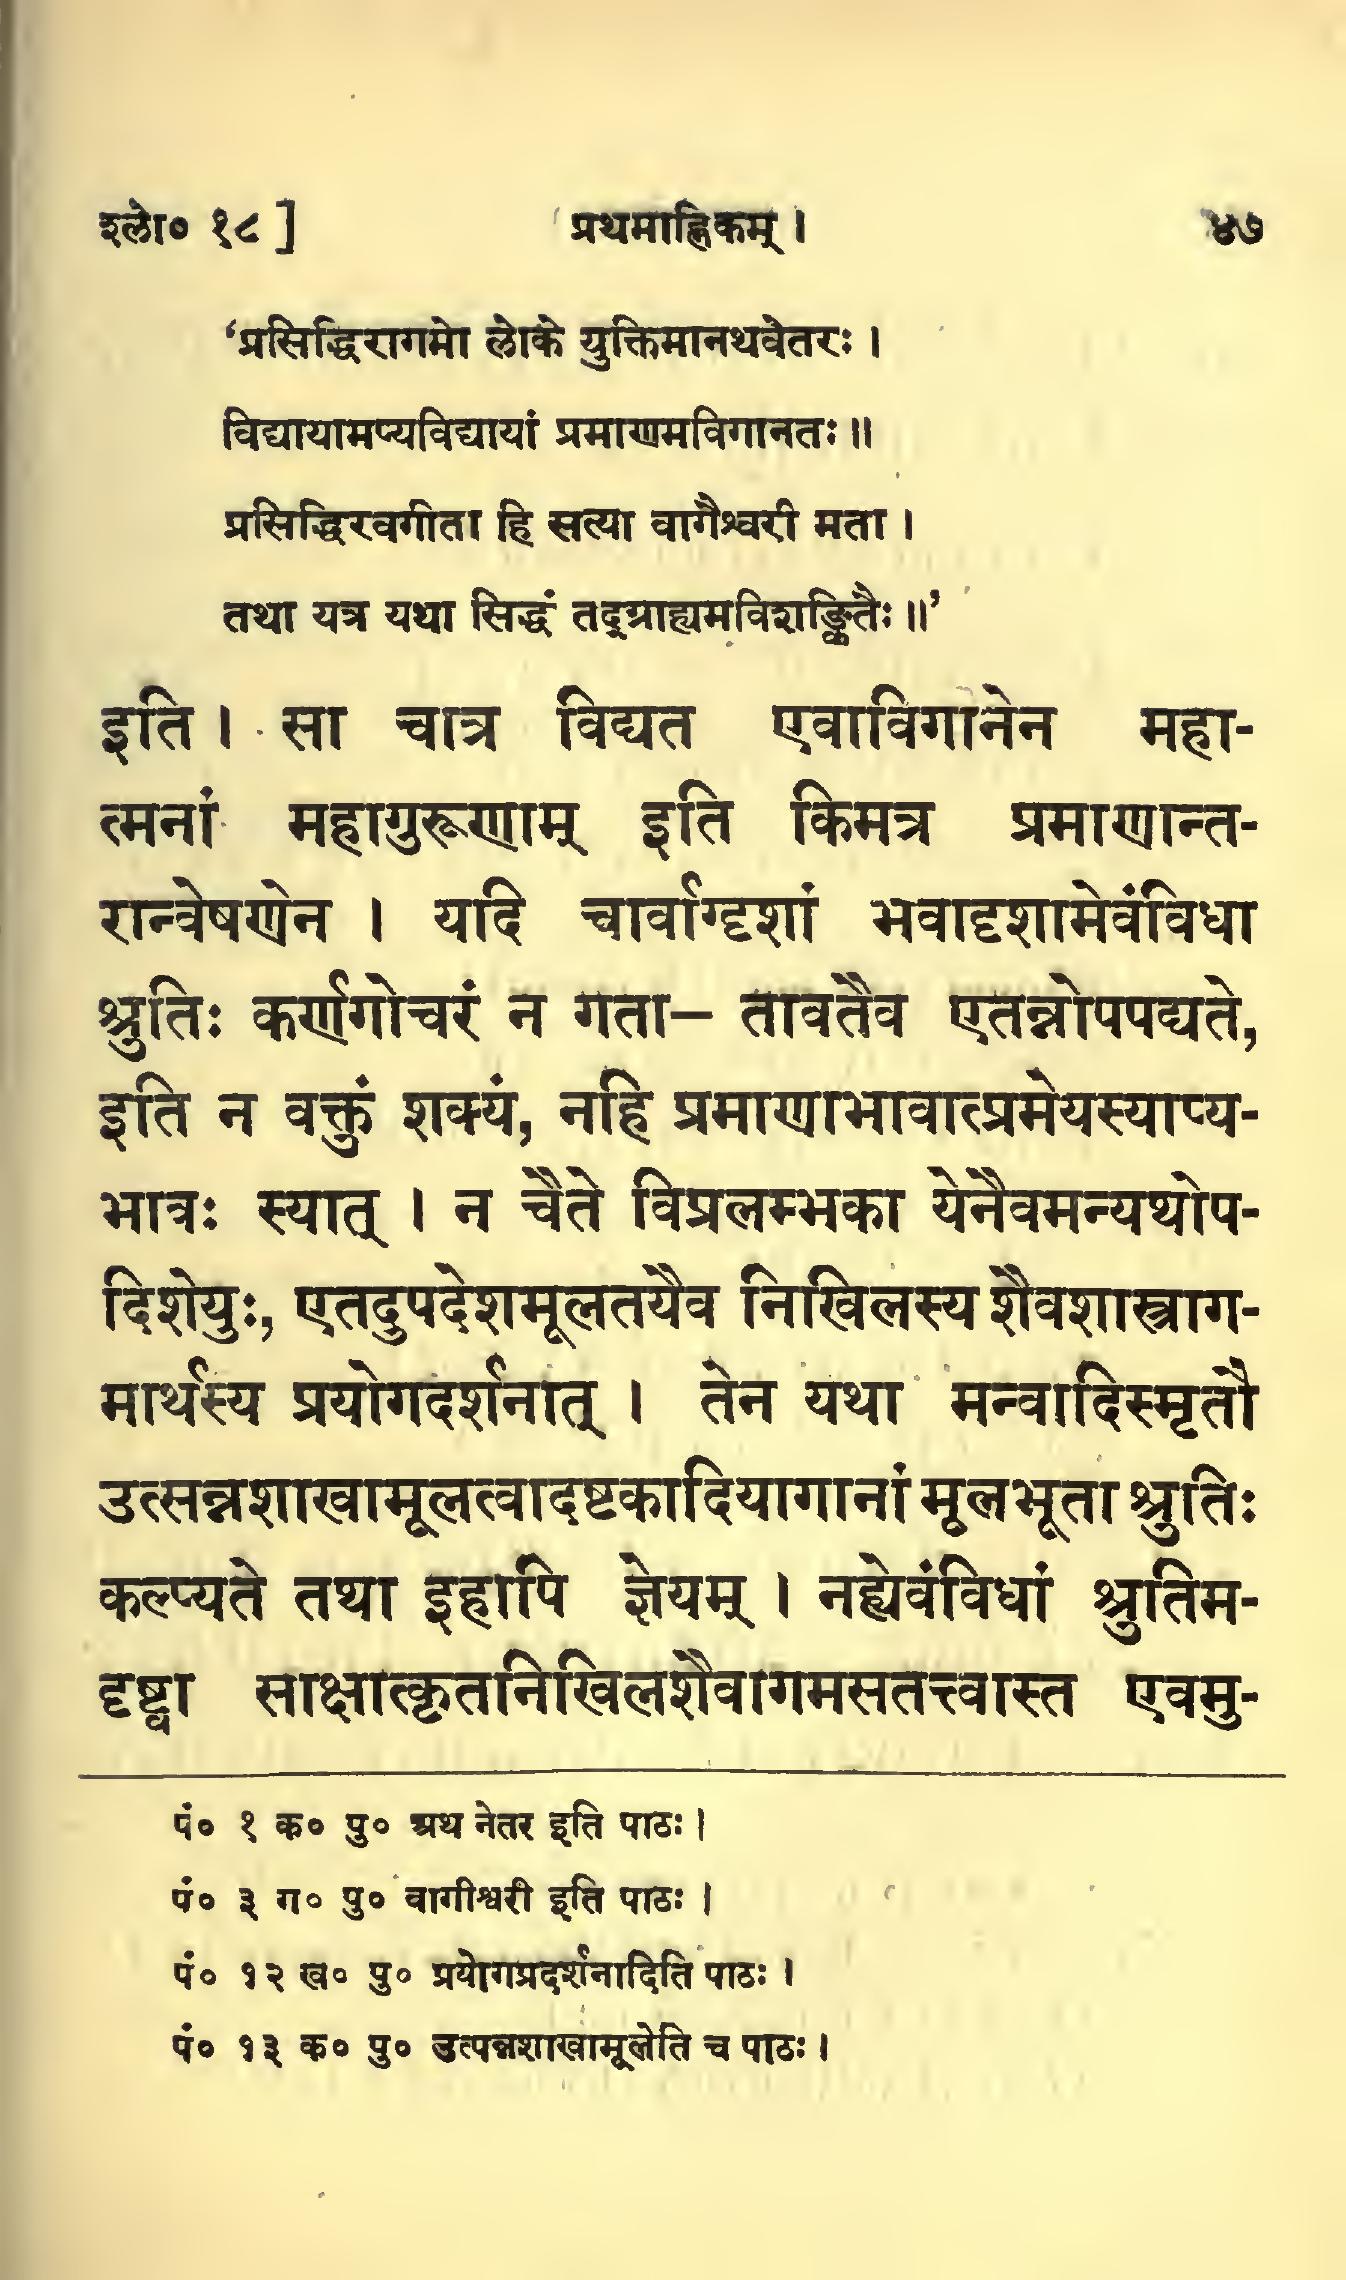 श्लो० १८ ] प्रथमाह्निकम् । ४७
‘प्रसिद्धिरागमो लोके युक्तिमानथवेतरः ।
विद्यायामप्यविद्यायां प्रमाणमविगानतः ॥
प्रसिद्धिरवगीता हि सत्या वागैश्वरी मता ।
तथा यत्र यथा सिद्धं तद्ग्राह्यमविशङ्कितैः ॥’
इति । सा चात्र विद्यत एवाविगानेन महा-
त्मनां महागुरूणाम् इति किमत्र प्रमाणान्त-
रान्वेषणेन । यदि चार्वाग्दृशां भवादृशामेवंविधा
श्रुतिः कर्णगोचरं न गता— तावतैव एतन्नोपपद्यते,
इति न वक्तुं शक्यं, नहि प्रमाणाभावात्प्रमेयस्याप्य-
भावः स्यात् । न चैते विप्रलम्भका येनैवमन्यथोप-
दिशेयुः, एतदुपदेशमूलतयैव निखिलस्य शैवशास्त्राग-
मार्थस्य प्रयोगदर्शनात् । तेन यथा मन्वादिस्मृतौ
उत्सन्नशाखामूलत्वादष्टकादियागानां मूलभूता श्रुतिः
कल्प्यते तथा इहापि ज्ञेयम् । नह्येवंविधां श्रुतिम-
दृष्ट्वा साक्षात्कृतनिखिलशैवागमसतत्त्वास्त एवमु-
पं० १ क० पु० अथ नेतर इति पाठः ।
पं० ३ ग० पु० वागीश्वरी इति पाठः ।
पं० १२ ख० पु० प्रयोगप्रदर्शनादिति पाठः ।
पं० १३ क० पु० उत्पन्नशाखामूलेति च पाठः ।